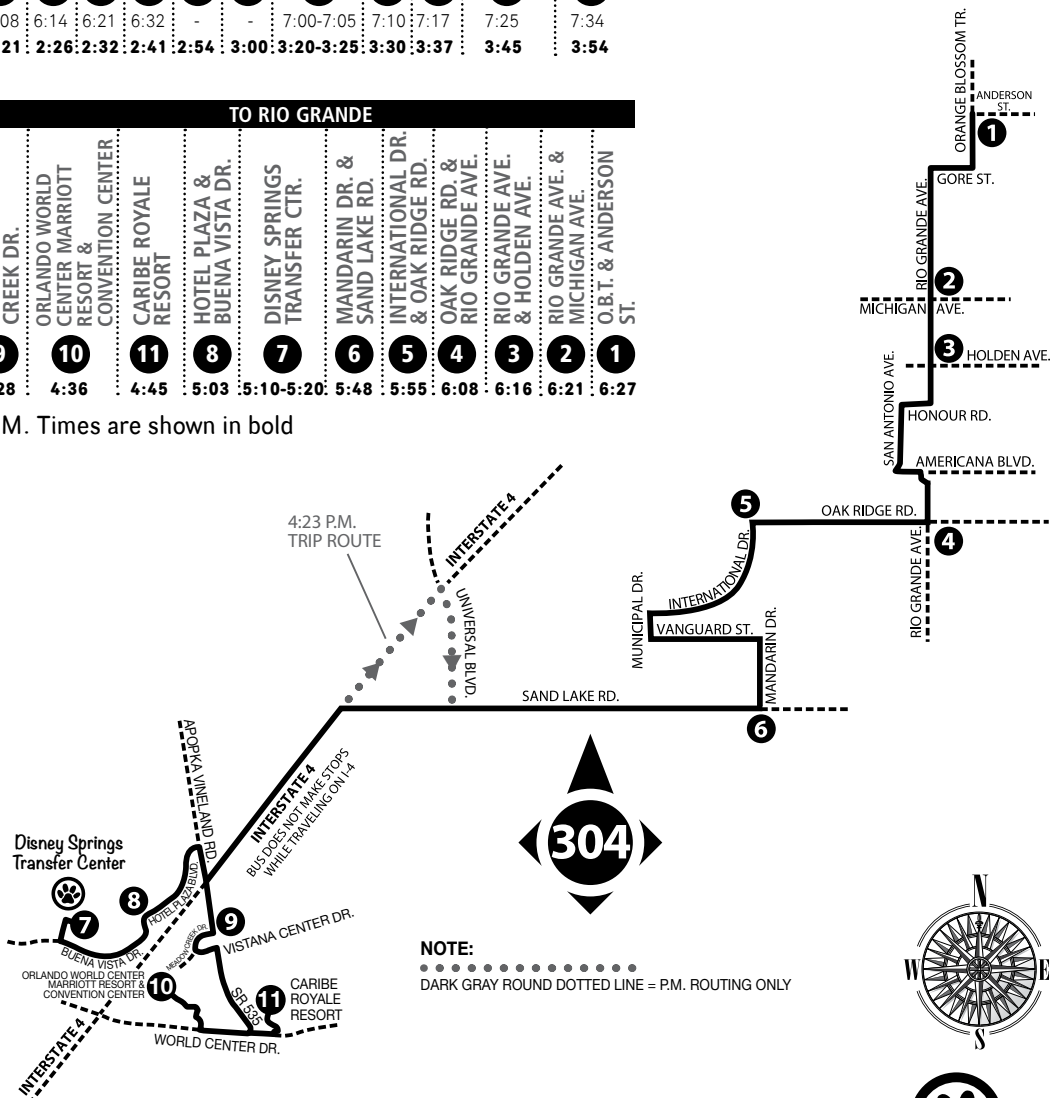 08 6:14 6:21 6:32 - - 7:00-7:05 7:10 7:17 7:25 7:34
21 2:26 2:32 2:41 2:54 3:00 3:20-3:25 3:30 3:37 3:45 3:54
TO RIO GRANDE
CREEK DR.
ORLANDO WORLD
CENTER MARRIOTT
RESORT &
CONVENTION CENTER
CARIBE ROYALE
RESORT
HOTEL PLAZA &
BUENA VISTA DR.
DISNEY SPRINGS
TRANSFER CTR.
MANDARIN DR. &
SAND LAKE RD.
INTERNATIONAL DR.
& OAK RIDGE RD.
OAK RIDGE RD. &
RIO GRANDE AVE.
RIO GRANDE AVE.
& HOLDEN AVE.
RIO GRANDE AVE. &
MICHIGAN AVE.
O.B.T. & ANDERSON
ST.
9 10 11 8 7 6 5 4 3 2 1
28 4:36 4:45 5:03 5:10-5:20 5:48 5:55 6:08 6:16 6:21 6:27
M. Times are shown in bold
ORANGE BLOSSOM TR.
ANDERSON
ST.
1
GORE ST.
RIO GRANDE AVE.
2
MICHIGAN AVE.
3
HOLDEN AVE.
SAN ANTONIO AVE.
HONOUR RD.
AMERICANA BLVD.
5
OAK RIDGE RD.
4
RIO GRANDE AVE.
INTERNATIONAL DR.
MUNICIPAL DR.
VANGUARD ST.
MANDARIN DR.
SAND LAKE RD.
6
4:23 P.M.
TRIP ROUTE
INTERSTATE 4
UNIVERSAL BLVD.
APOPKA VINELAND RD.
INTERSTATE 4
BUS DOES NOT MAKE STOPS
WHILE TRAVELING ON I-4
304
Disney Springs
Transfer Center
7
8
HOTEL PLAZA BLVD.
BUENA VISTA DR.
9
MEADOW CREEK DR.
VISTANA CENTER DR.
ORLANDO WORLD CENTER
MARRIOTT RESORT &
CONVENTION CENTER
10
SR 535
11
CARIBE
ROYALE
RESORT
WORLD CENTER DR.
INTERSTATE 4
NOTE:
DARK GRAY ROUND DOTTED LINE = P.M. ROUTING ONLY
N
W
E
S